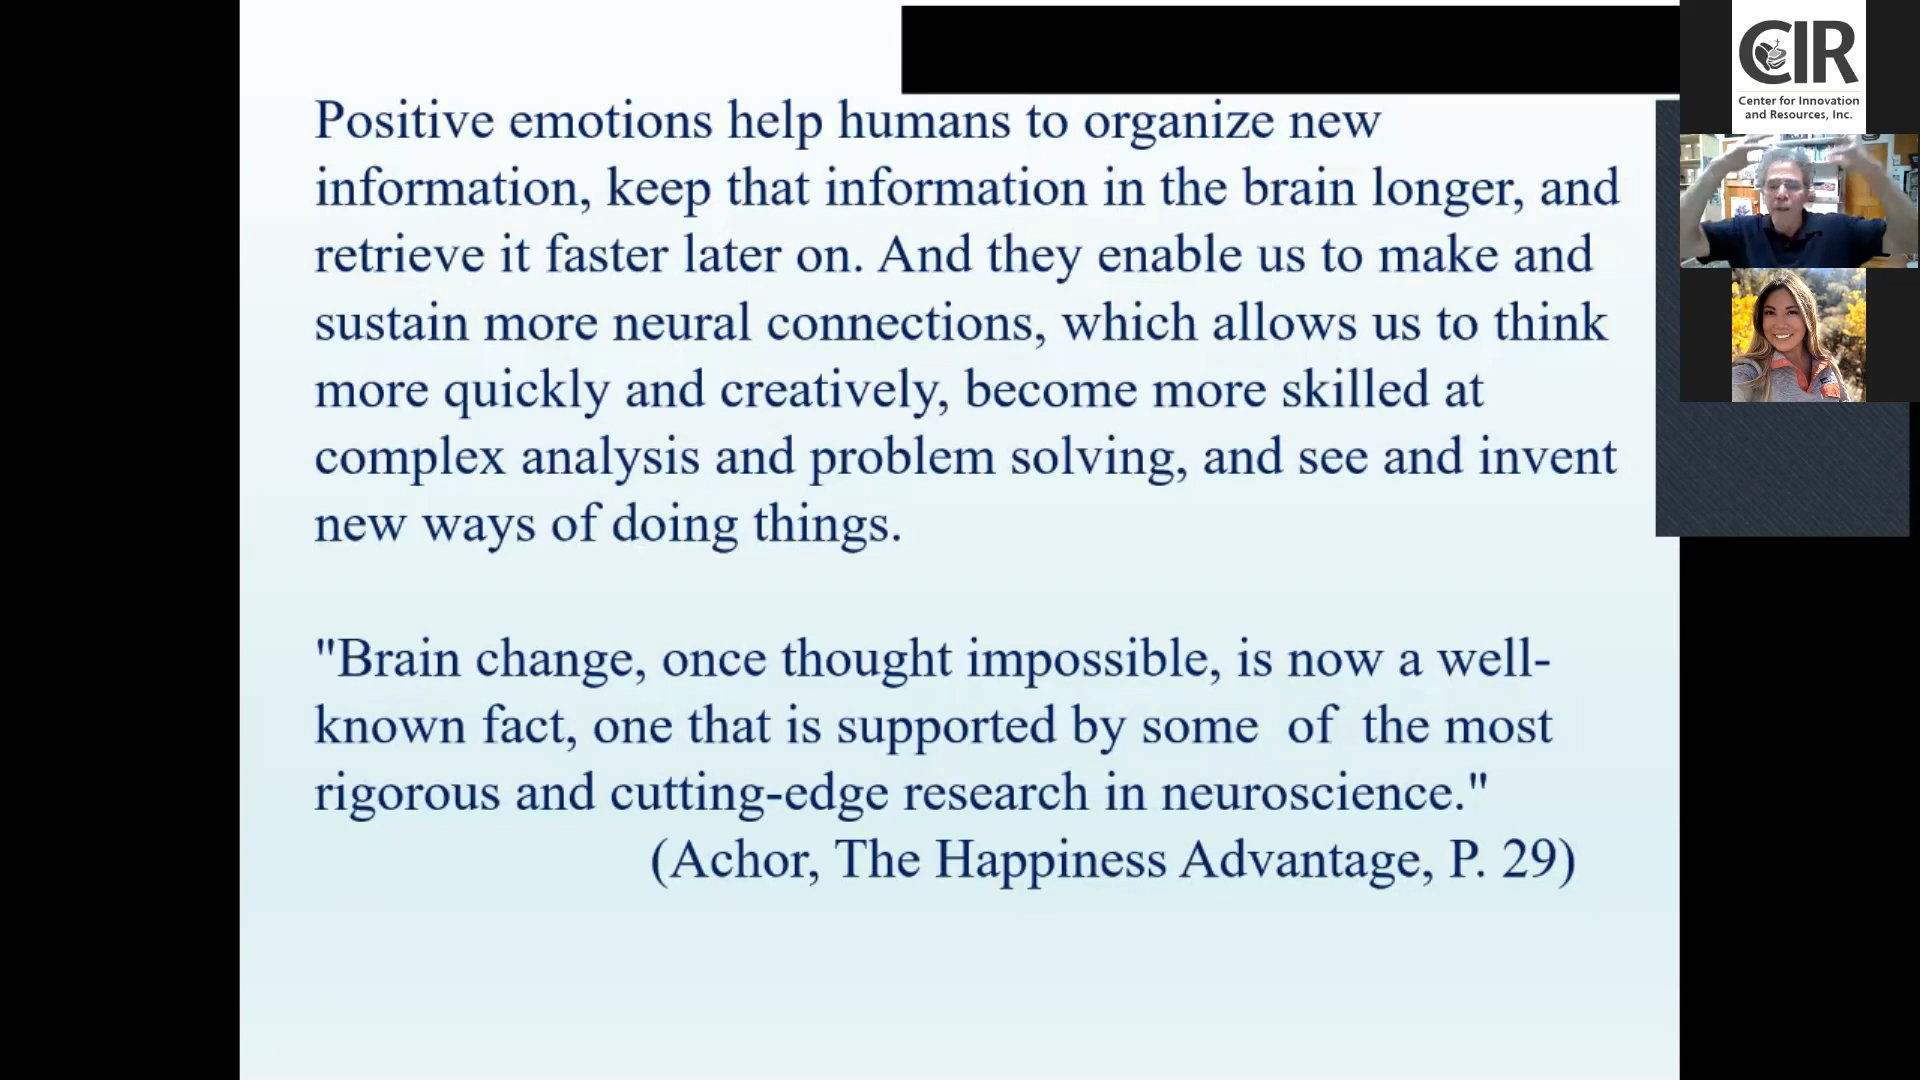 Positive emotions help humans to organize new
information, keep that information in the brain longer, and
retrieve it faster later on. And they enable us to make and
sustain more neural connections, which allows us to think
more quickly and creatively, become more skilled at
complex analysis and problem solving, and see and invent
new ways of doing things.
"Brain change, once thought impossible, is now a well-
known fact, one that is supported by some  of  the most
rigorous and cutting-edge research in neuroscience."
(Achor, The Happiness Advantage, P. 29)
CIR
Center for Innovation
and Resources, Inc.